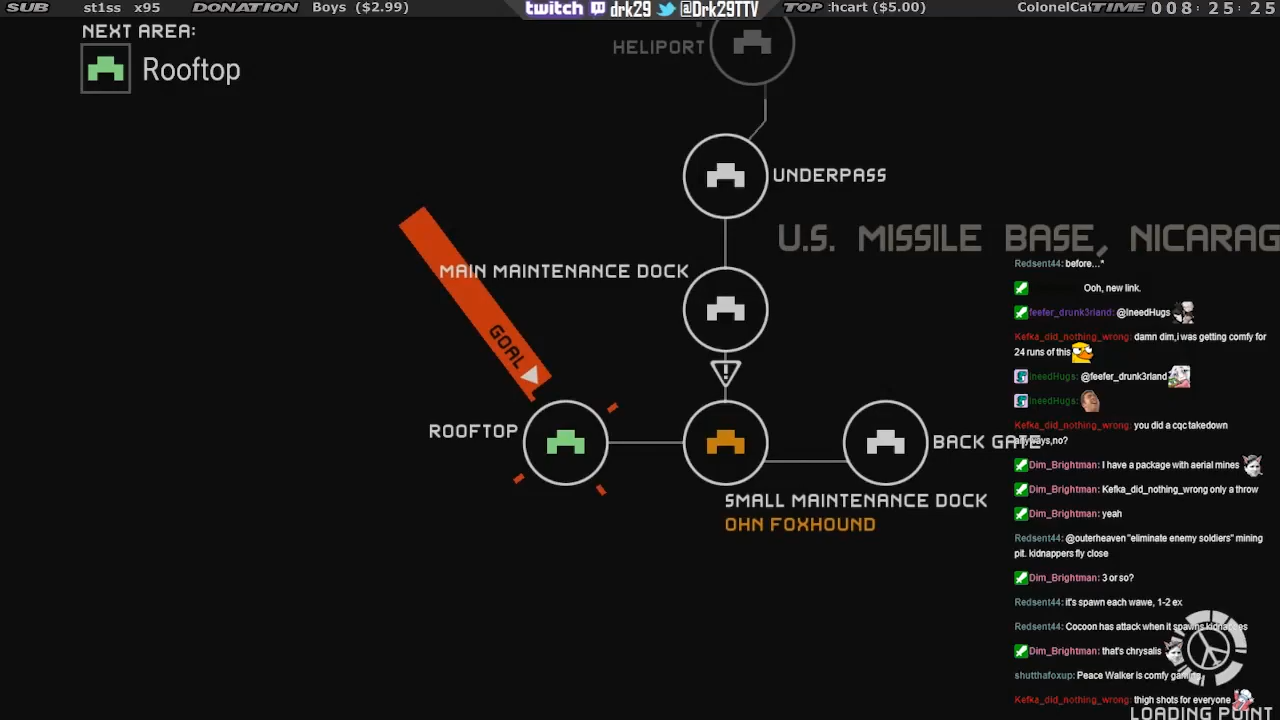 SUB st1ss x95 DONATION Boys ($2.99) twitch drk29 @Drk29TTV TOP :hcart ($5.00) ColonelCa TIME 008:25:25
NEXT AREA:
Rooftop
HELIPORT
UNDERPASS
U.S. MISSILE BASE, NICARAG
MAIN MAINTENANCE DOCK
GOAL
ROOFTOP
BACK GATE
SMALL MAINTENANCE DOCK
OHN FOXHOUND
Redsent44: before..."
Ooh, new link.
feefer_drunk3rland: @IneedHugs
Kefka_did_nothing_wrong: damn dim,i was getting comfy for
24 runs of this
IneedHugs: @feefer_drunk3rland
IneedHugs:
Kefka_did_nothing_wrong: you did a cqc takedown
anyways,no?
Dim_Brightman: I have a package with aerial mines
Dim_Brightman: Kefka_did_nothing_wrong only a throw
Dim_Brightman: yeah
Redsent44: @outerheaven "eliminate enemy soldiers" mining
pit. kidnappers fly close
Dim_Brightman: 3 or so?
Redsent44: it's spawn each wawe, 1-2 ex
Redsent44: Cocoon has attack when it spawns kidnapees
Dim_Brightman: that's chrysalis
shutthafoxup: Peace Walker is comfy gaming
Kefka_did_nothing_wrong: thigh shots for everyone
LOADING PHINT